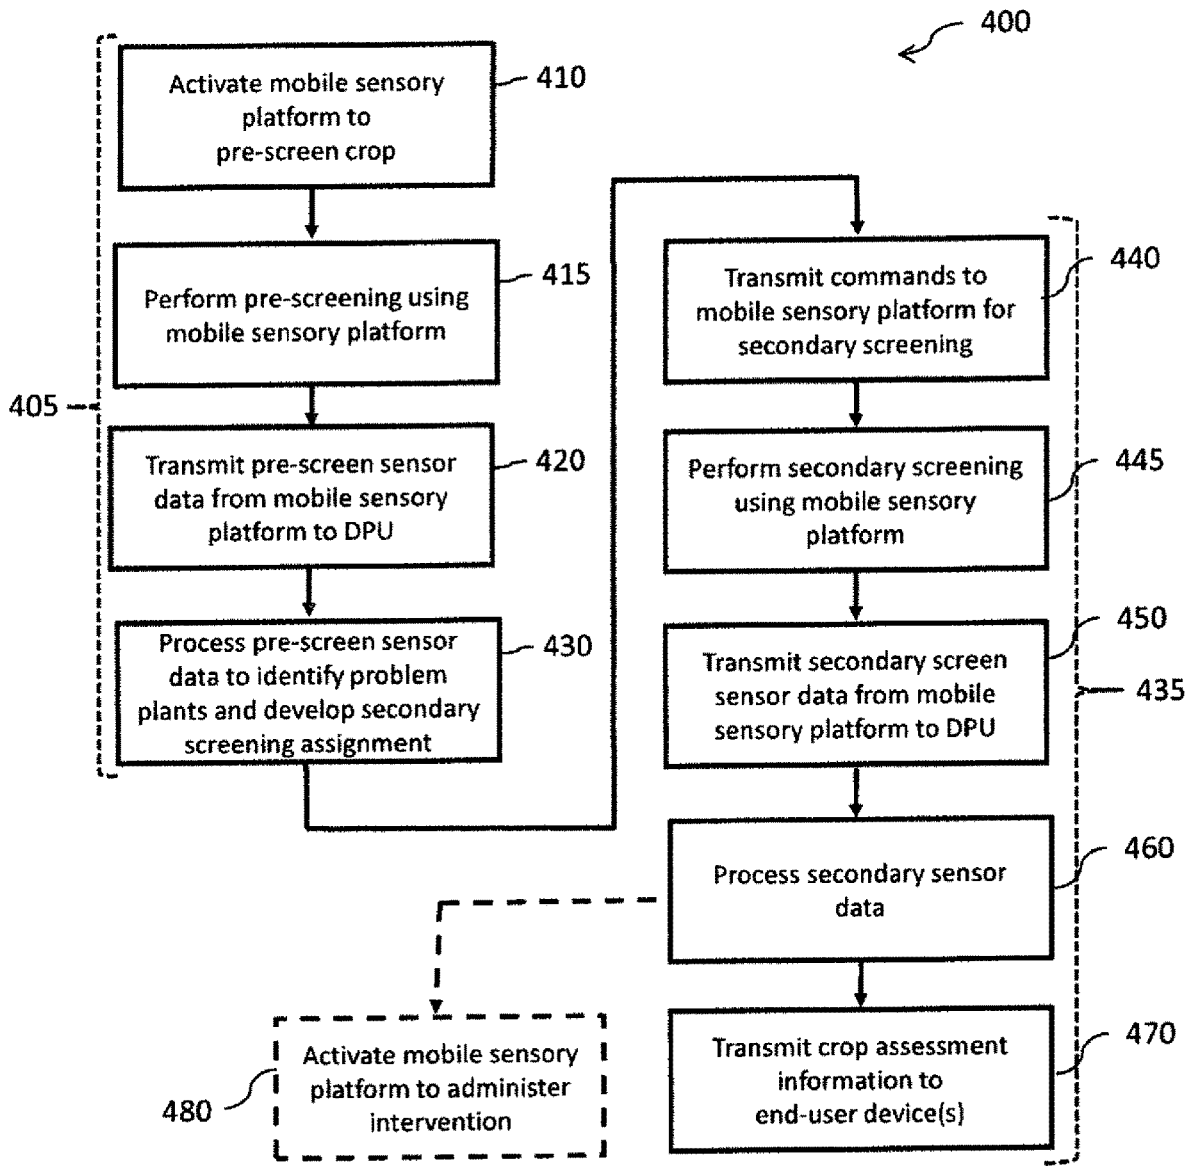 400
Activate mobile sensory
platform to
pre-screen crop
410
Perform pre-screening using
mobile sensory platform
415
405
Transmit pre-screen sensor
data from mobile sensory
platform to DPU
420
Process pre-screen sensor
data to identify problem
plants and develop secondary
screening assignment
430
Transmit commands to
mobile sensory platform for
secondary screening
440
Perform secondary screening
using mobile sensory
platform
445
Transmit secondary screen
sensor data from mobile
sensory platform to DPU
450
435
Process secondary sensor
data
460
Transmit crop assessment
information to
end-user device(s)
470
Activate mobile sensory
platform to administer
intervention
480